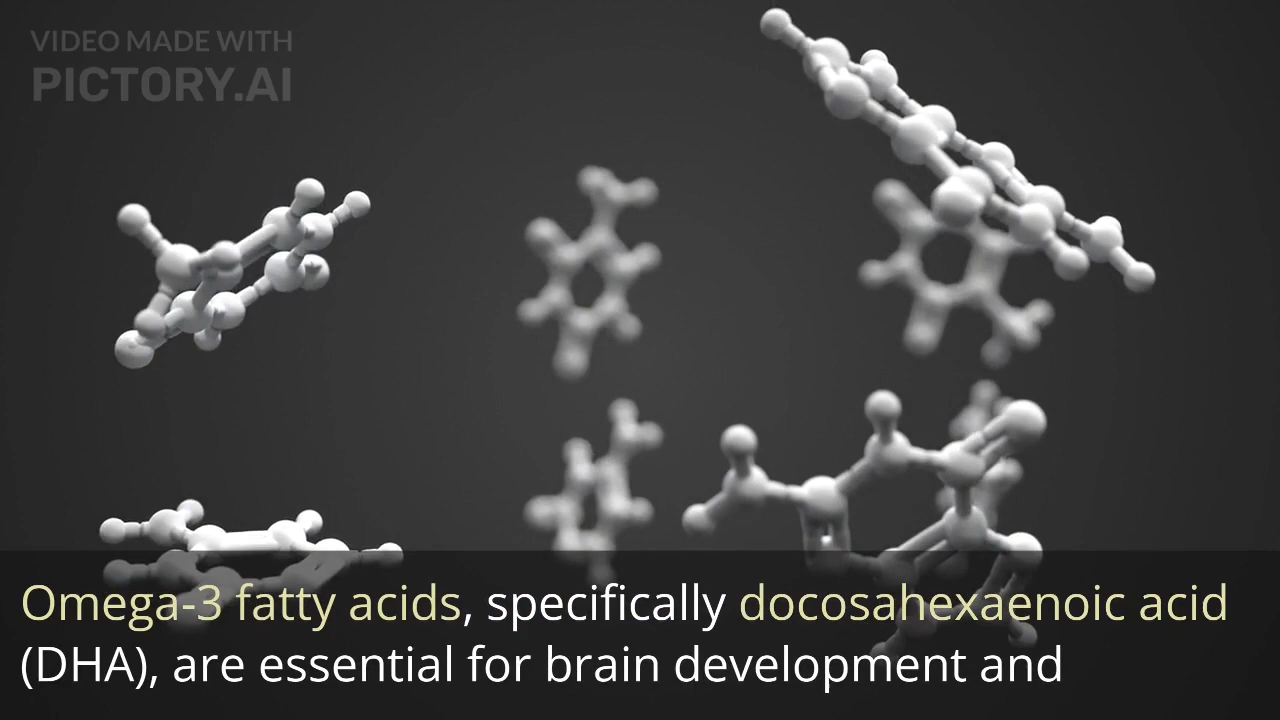 VIDEO MADE WITH
PICTORY.AI
Omega-3 fatty acids, specifically docosahexaenoic acid
(DHA), are essential for brain development and